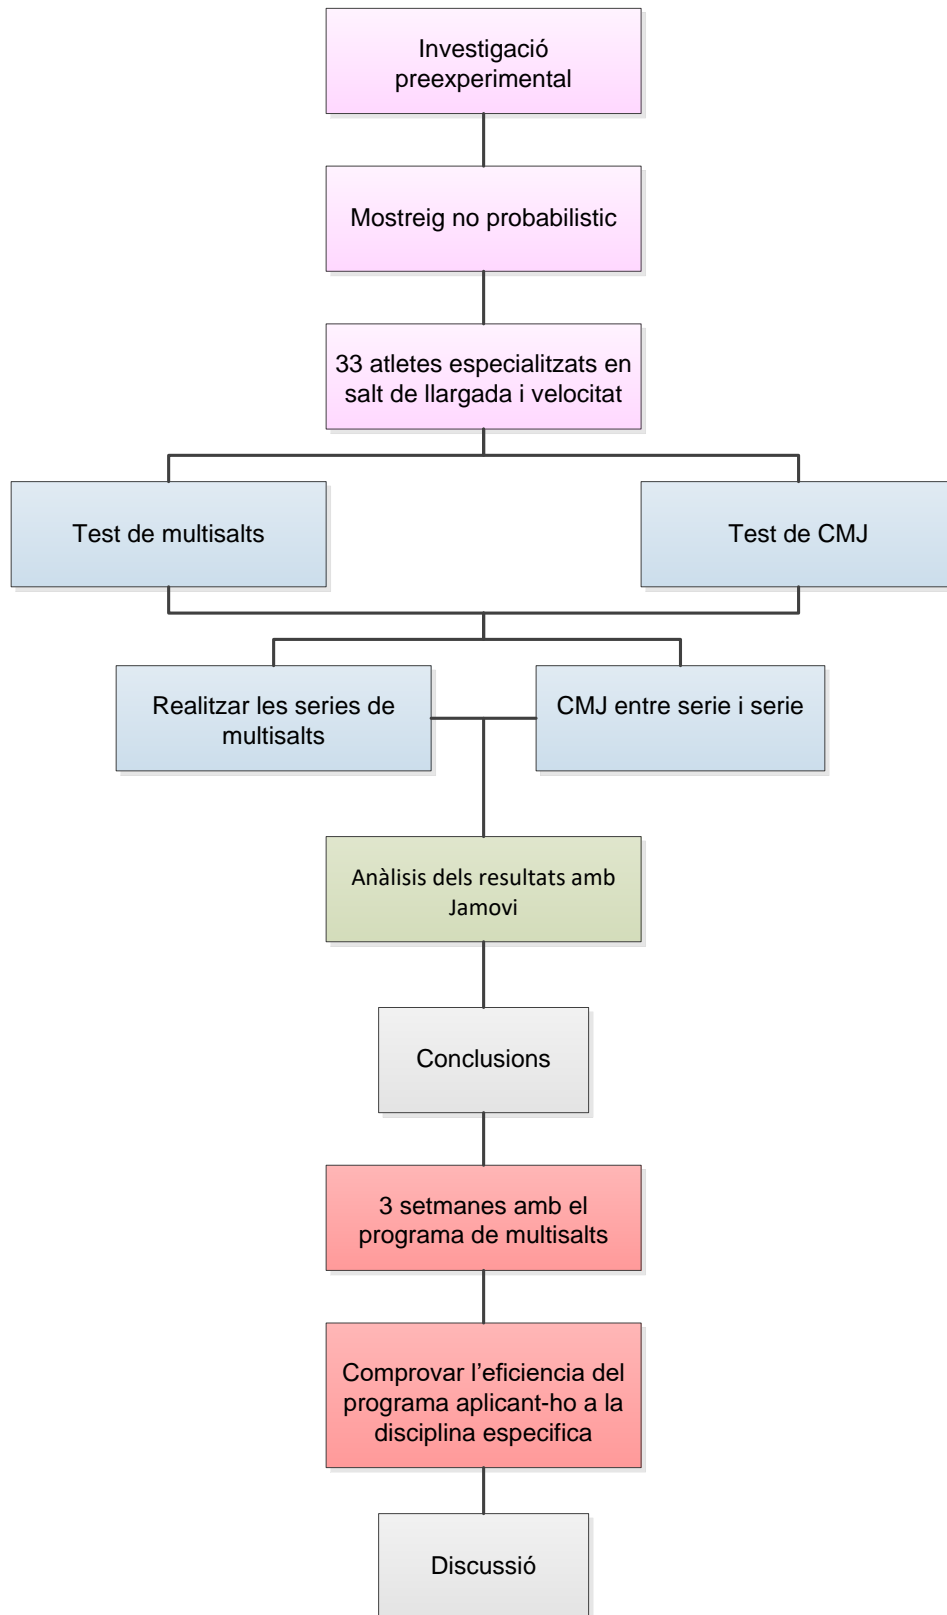 Investigació
preexperimental
Mostreig no probabilistic
33 atletes especialitzats en
salt de llargada i velocitat
Test de multisalts
Test de CMJ
Realitzar les series de
multisalts
CMJ entre serie i serie
Anàlisis dels resultats amb
Jamovi
Conclusions
3 setmanes amb el
programa de multisalts
Comprovar l'eficiencia del
programa aplicant-ho a la
disciplina especifica
Discussió